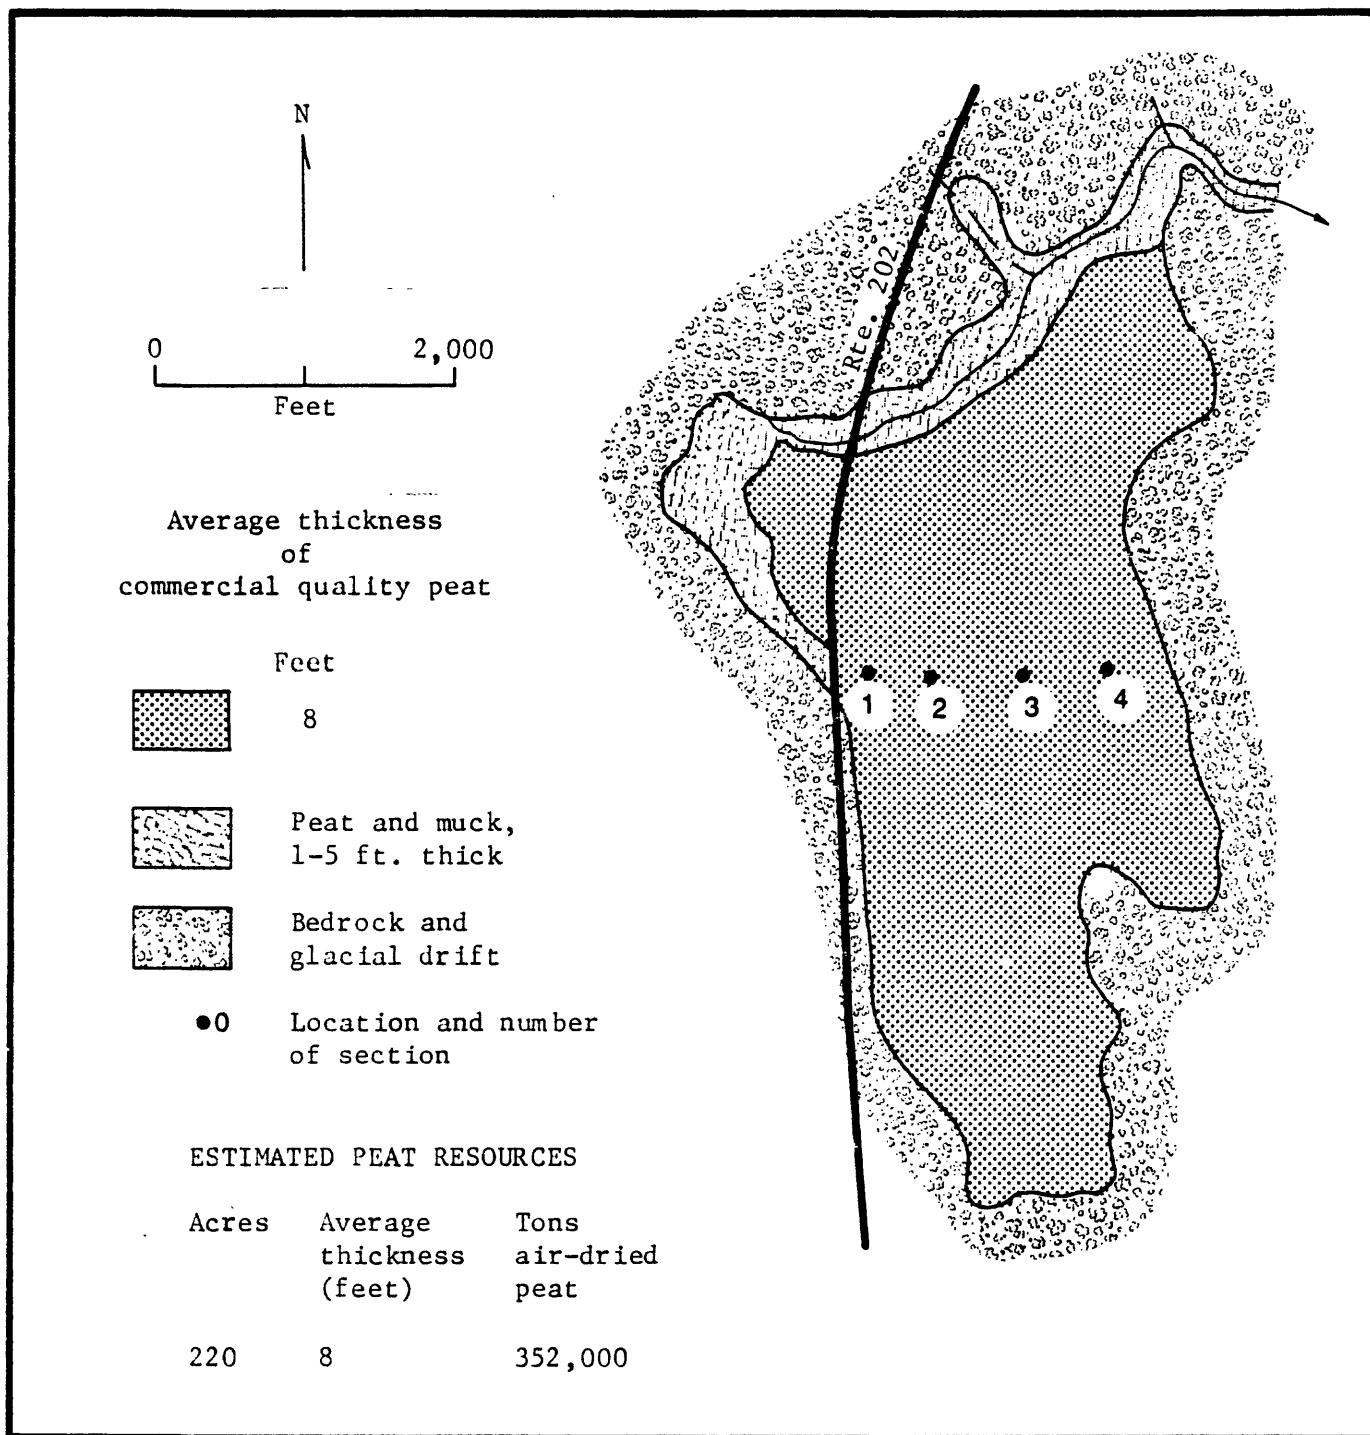 N
0 2,000
Feet
Average thickness
of
commercial quality peat
Feet
8
Peat and muck,
1-5 ft. thick
Bedrock and
glacial drift
●0 Location and number
of section
ESTIMATED PEAT RESOURCES
Acres Average Tons
thickness air-dried
(feet) peat
220 8 352,000
Rte. 202
1 2 3 4